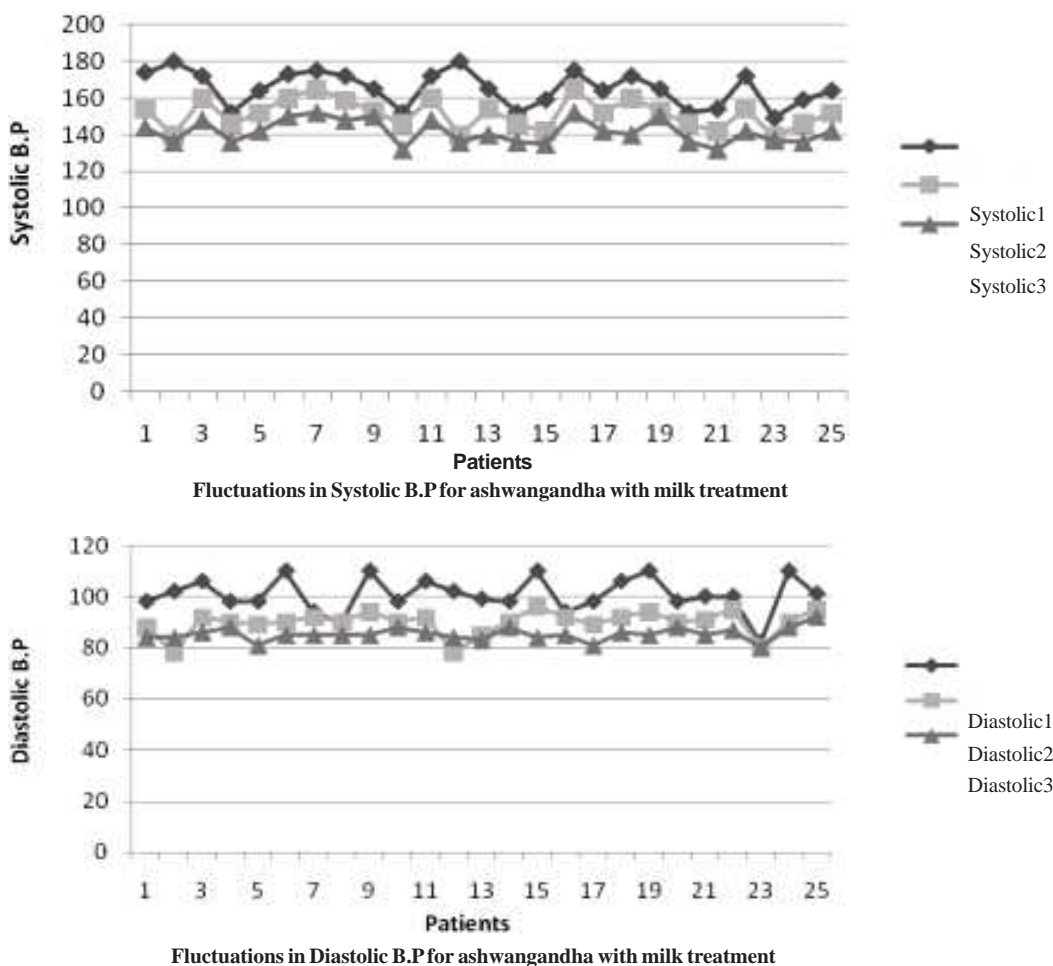 200
180
160
140
120
100
80
60
40
20
0
Systolic B.P
1 3 5 7 9 11 13 15 17 19 21 23 25
Patients
Systolic1
Systolic2
Systolic3
Fluctuations in Systolic B.P for ashwangandha with milk treatment
120
100
80
60
40
20
0
Diastolic B.P
1 3 5 7 9 11 13 15 17 19 21 23 25
Patients
Diastolic1
Diastolic2
Diastolic3
Fluctuations in Diastolic B.P for ashwangandha with milk treatment